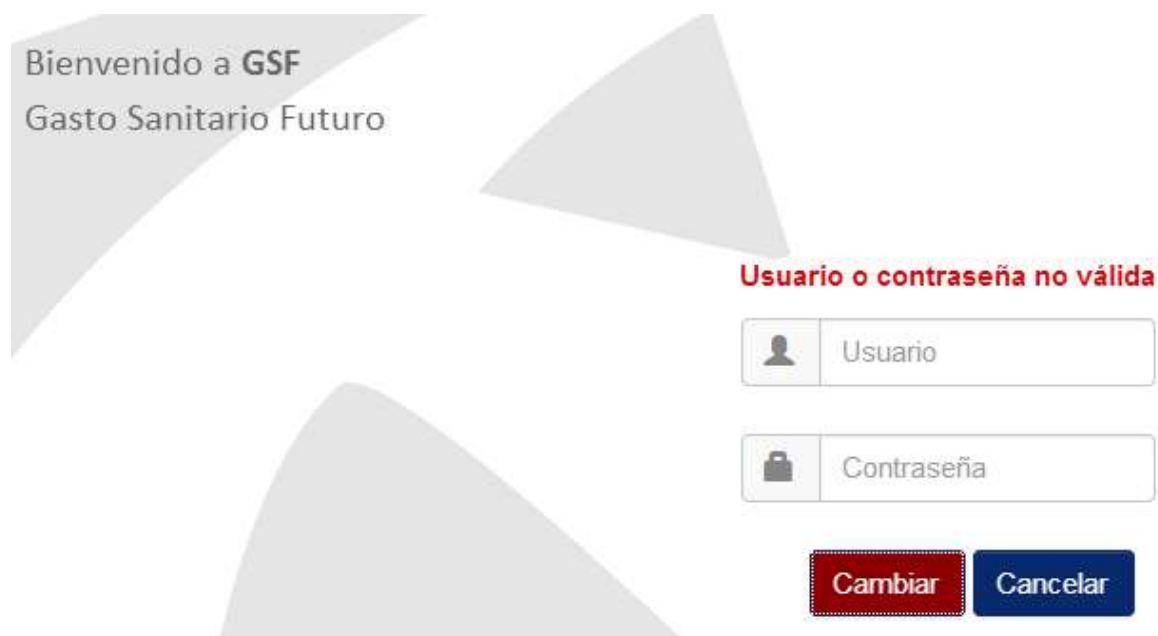 Bienvenido a GSF
Gasto Sanitario Futuro
Usuario o contraseña no válida
Usuario
Contraseña
Cambiar Cancelar